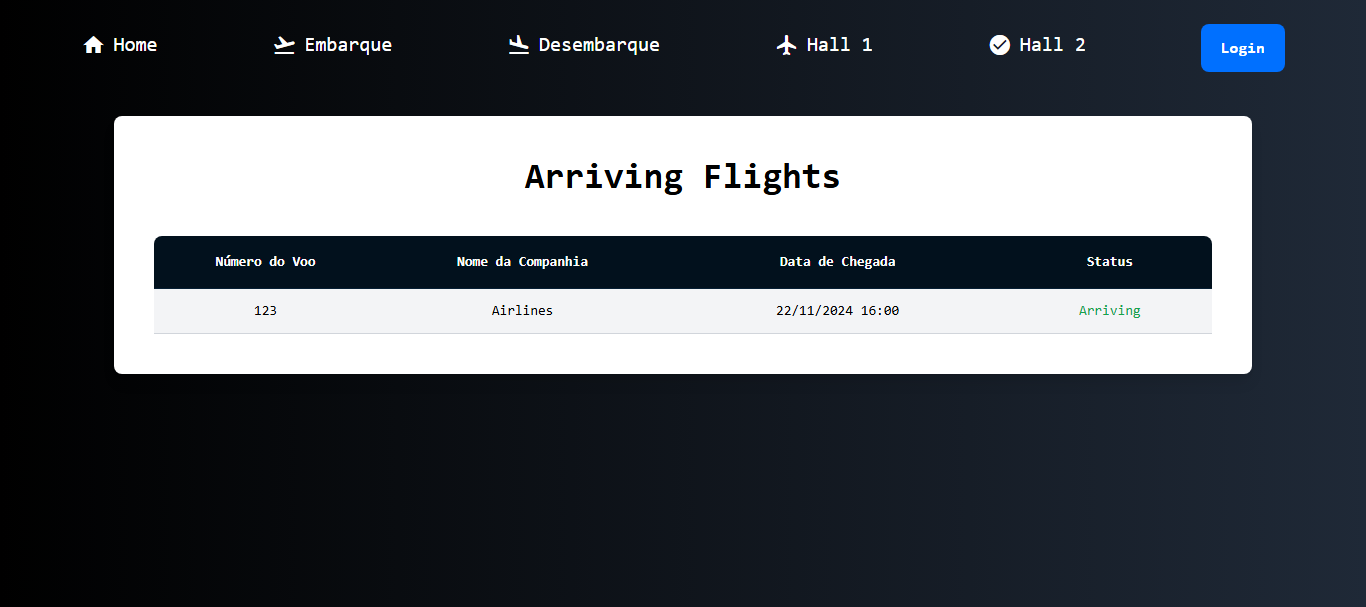 Home Embarque Desembarque Hall 1 Hall 2 Login
Arriving Flights
Número do Voo Nome da Companhia Data de Chegada Status
123 Airlines 22/11/2024 16:00 Arriving